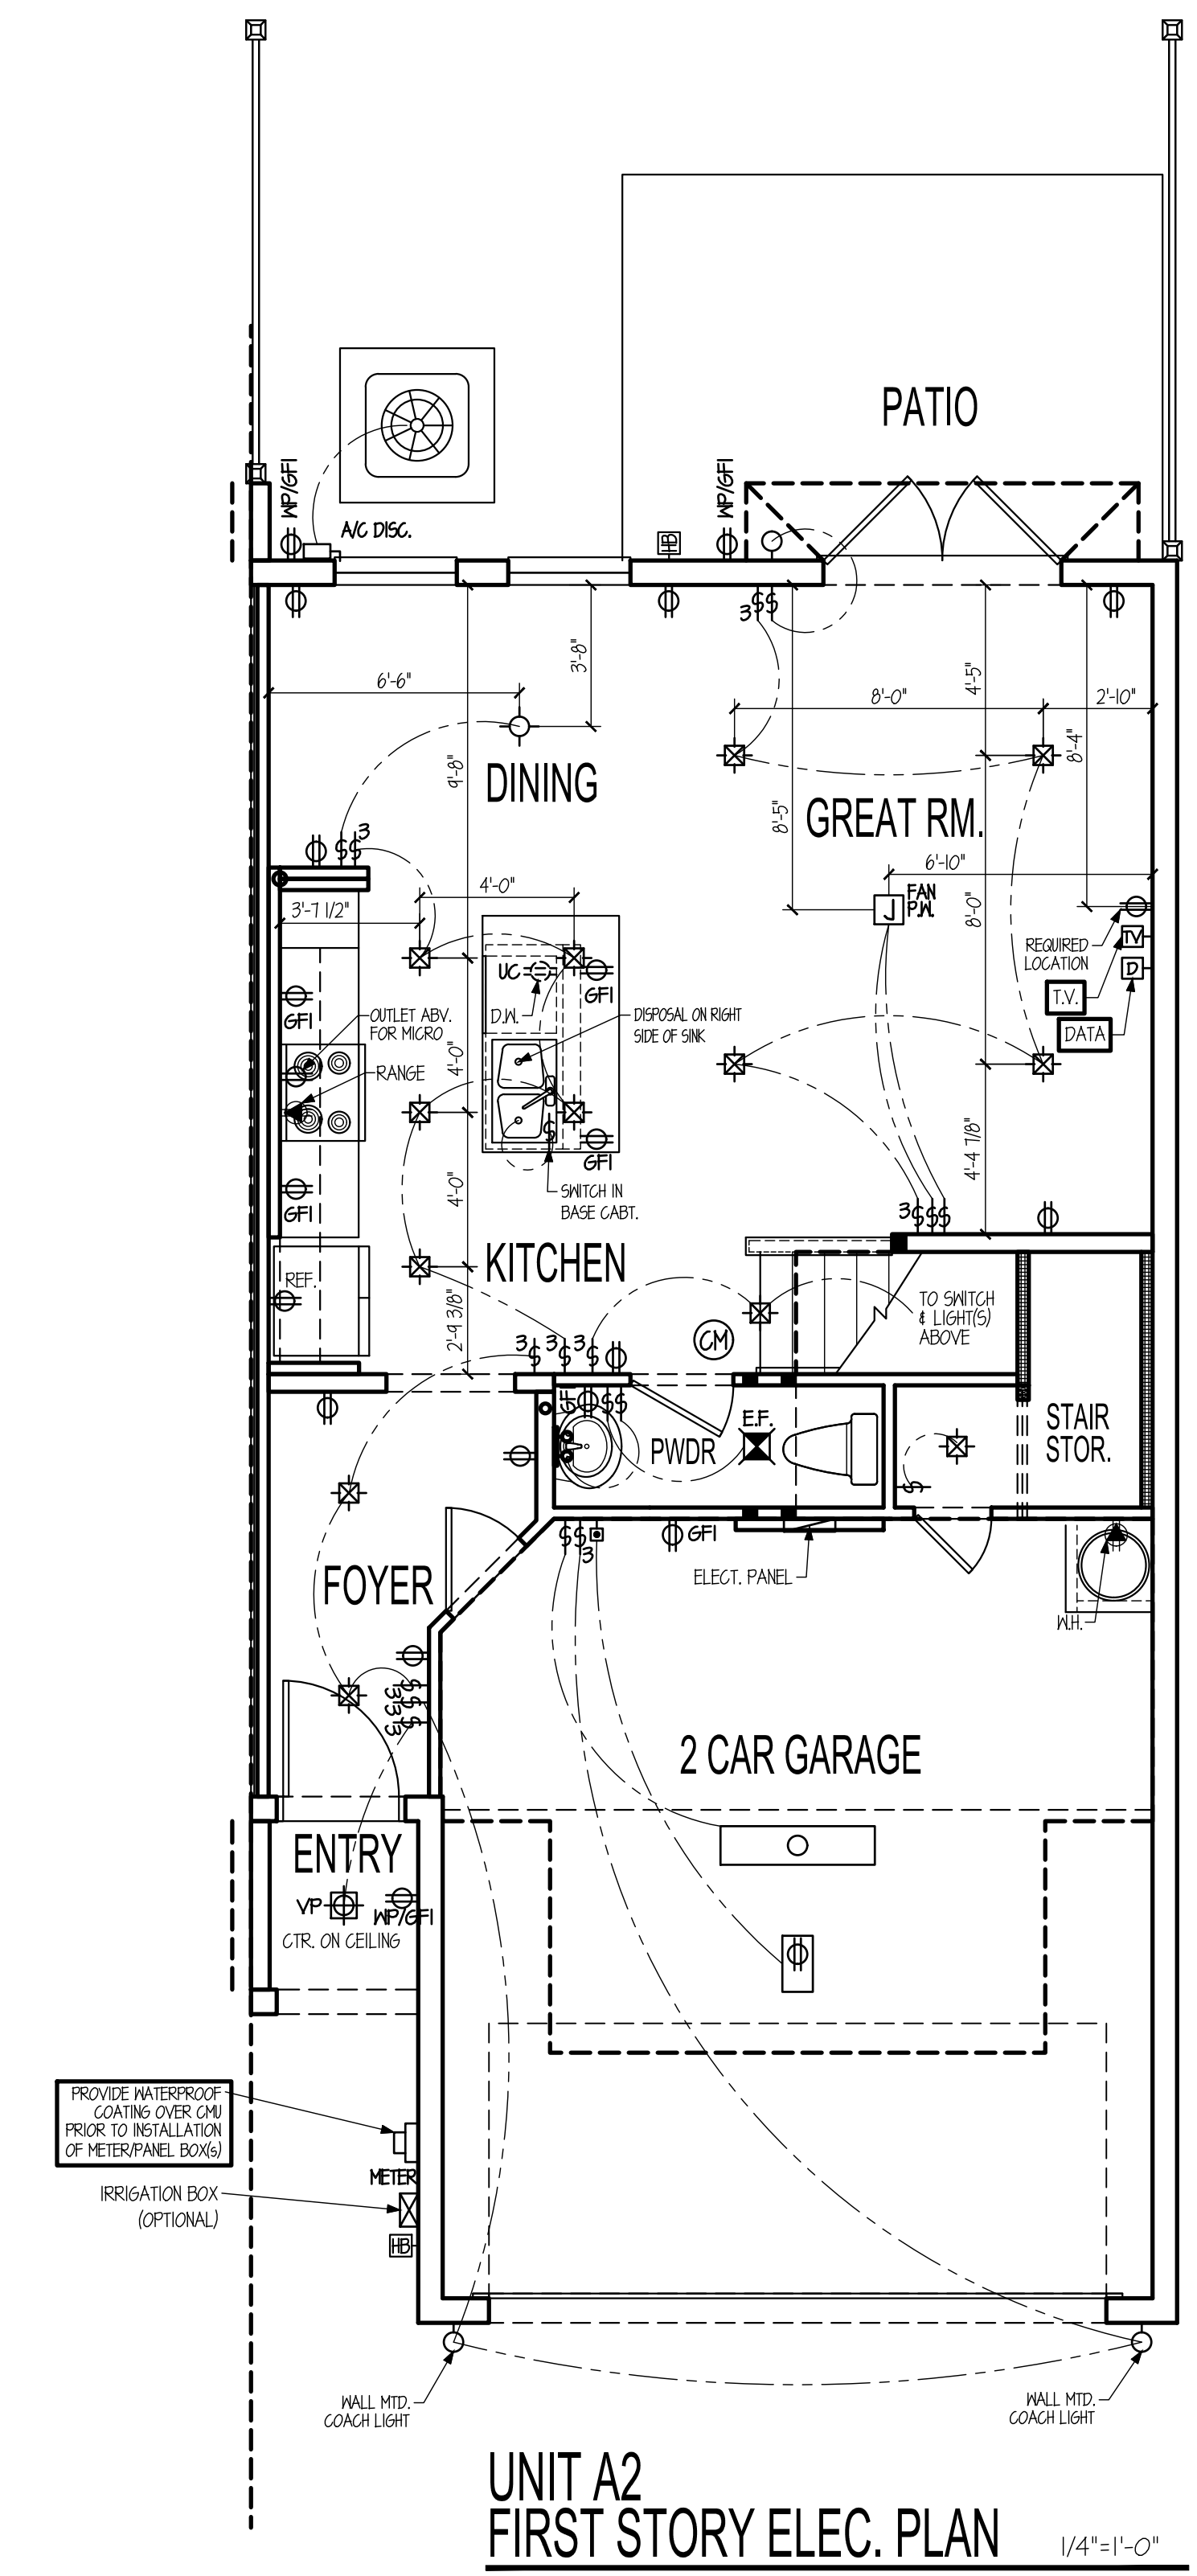 PATIO
WP/GFI
WP/GFI
A/C DISC.
HB
3 $$
3'-8"
6'-6"
4'-5"
8'-0"
2'-10"
8'-4"
9'-8"
DINING
8'-5"
GREAT RM.
$$ 3
6'-10"
4'-0"
FAN
P.W.
J
3'-7 1/2"
8'-0"
REQUIRED
LOCATION
TV
D
UC
GFI
T.V.
GFI
OUTLET ABV.
FOR MICRO
D.W.
DISPOSAL ON RIGHT
SIDE OF SINK
DATA
4'-0"
RANGE
$
4'-4 7/8"
GFI
GFI
4'-0"
SWITCH IN
BASE CABT.
3 $$$
KITCHEN
REF.
TO SWITCH
& LIGHT(S)
ABOVE
2'-9 3/8"
CM
3 $ 3 $ 3 $
GFI
$$
E.F.
PWDR
STAIR
STOR.
$
$$ 3
GFI
ELECT. PANEL
FOYER
W.H.
3 $
3 $
3 $
2 CAR GARAGE
ENTRY
VP
WP/GFI
CTR. ON CEILING
PROVIDE WATERPROOF
COATING OVER CMU
PRIOR TO INSTALLATION
OF METER/PANEL BOX(s)
METER
IRRIGATION BOX
(OPTIONAL)
HB
WALL MTD.
COACH LIGHT
WALL MTD.
COACH LIGHT
UNIT A2
FIRST STORY ELEC. PLAN
1/4"=1'-0"